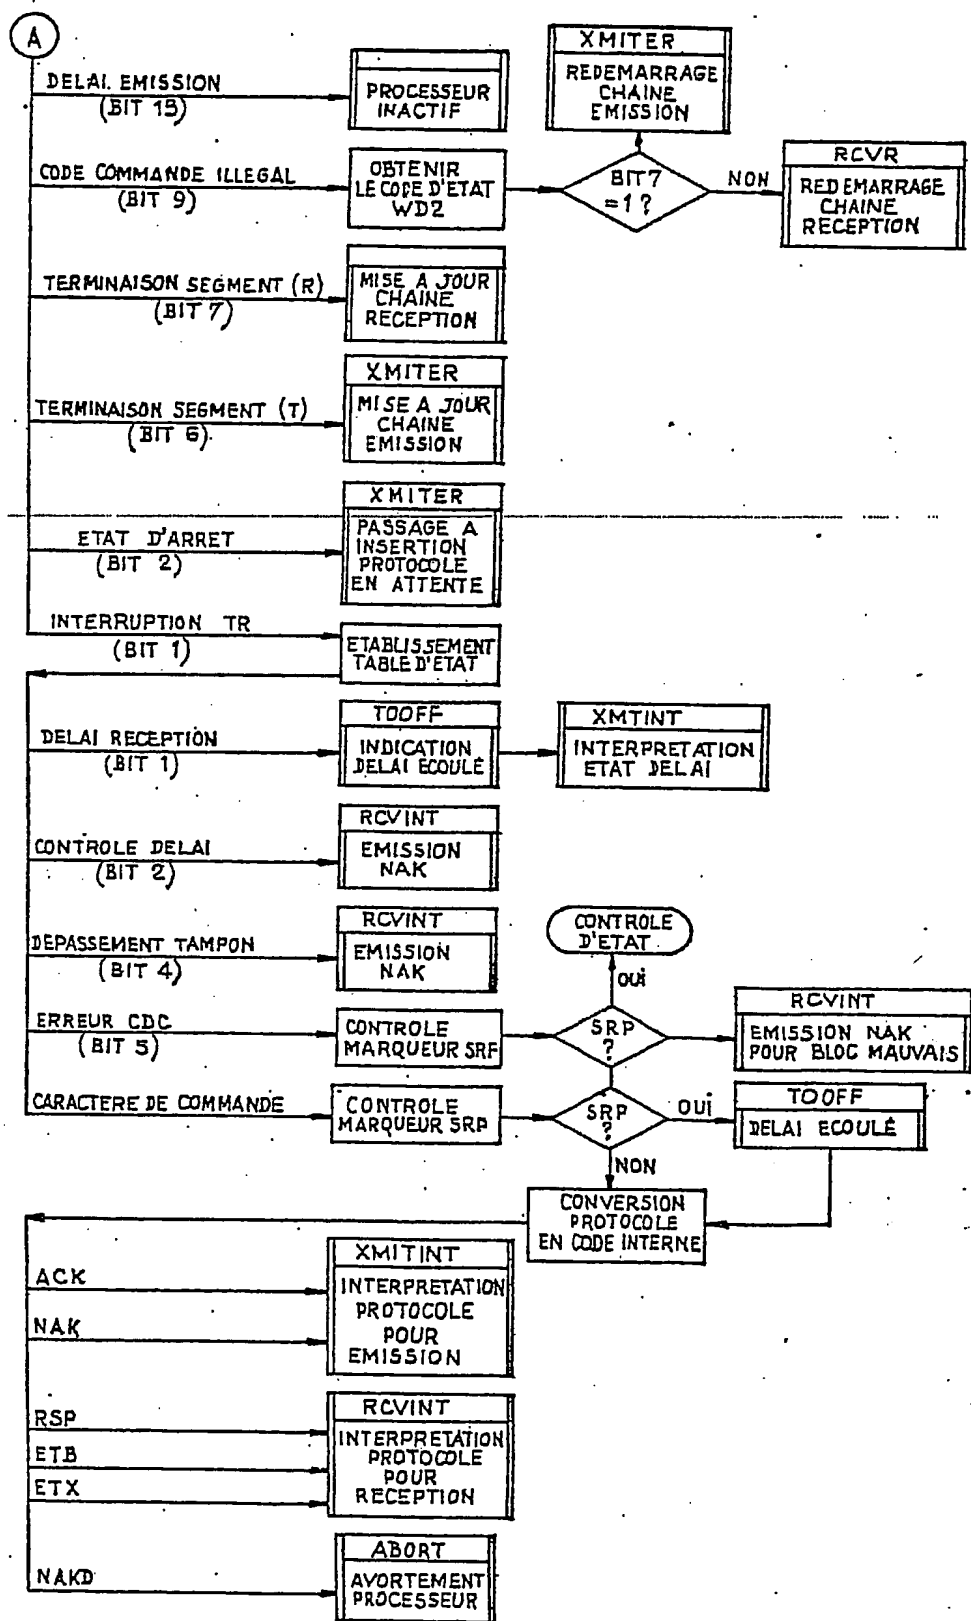 A
DELAI EMISSION
(BIT 15)
PROCESSEUR
INACTIF
XMITER
REDEMARRAGE
CHAINE
EMISSION
CODE COMMANDE ILLEGAL
(BIT 9)
OBTENIR
LE CODE D'ETAT
WD2
BIT7
=1?
NON
RCVR
REDEMARRAGE
CHAINE
RECEPTION
TERMINAISON SEGMENT (R)
(BIT 7)
MISE A JOUR
CHAINE
RECEPTION
TERMINAISON SEGMENT (T)
(BIT 6)
XMITER
MISE A JOUR
CHAINE
EMISSION
ETAT D'ARRET
(BIT 2)
XMITER
PASSAGE A
INSERTION
PROTOCOLE
EN ATTENTE
INTERRUPTION TR
(BIT 1)
ETABLISSEMENT
TABLE D'ETAT
DELAI RECEPTION
(BIT 1)
TOOFF
INDICATION
DELAI ECOULÉ
XMTINT
INTERPRETATION
ETAT DELAI
CONTROLE DELAI
(BIT 2)
RCVINT
EMISSION
NAK
DEPASSEMENT TAMPON
(BIT 4)
RCVINT
EMISSION
NAK
CONTROLE
D'ETAT
OUi
ERREUR CDC
(BIT 5)
CONTROLE
MARQUEUR SRF
SRP
?
RCVINT
EMISSION NAK
POUR BLOC MAUVAIS
CARACTERE DE COMMANDE
CONTROLE
MARQUEUR SRP
SRP
?
OUi
TOOFF
DELAI ECOULÉ
NON
CONVERSION
PROTOCOLE
EN CODE INTERNE
ACK
NAK
XMITINT
INTERPRETATION
PROTOCOLE
POUR
EMISSION
RSP
ETB
ETX
RCVINT
INTERPRETATION
PROTOCOLE
POUR
RECEPTION
NAKD
ABORT
AVORTEMENT
PROCESSEUR